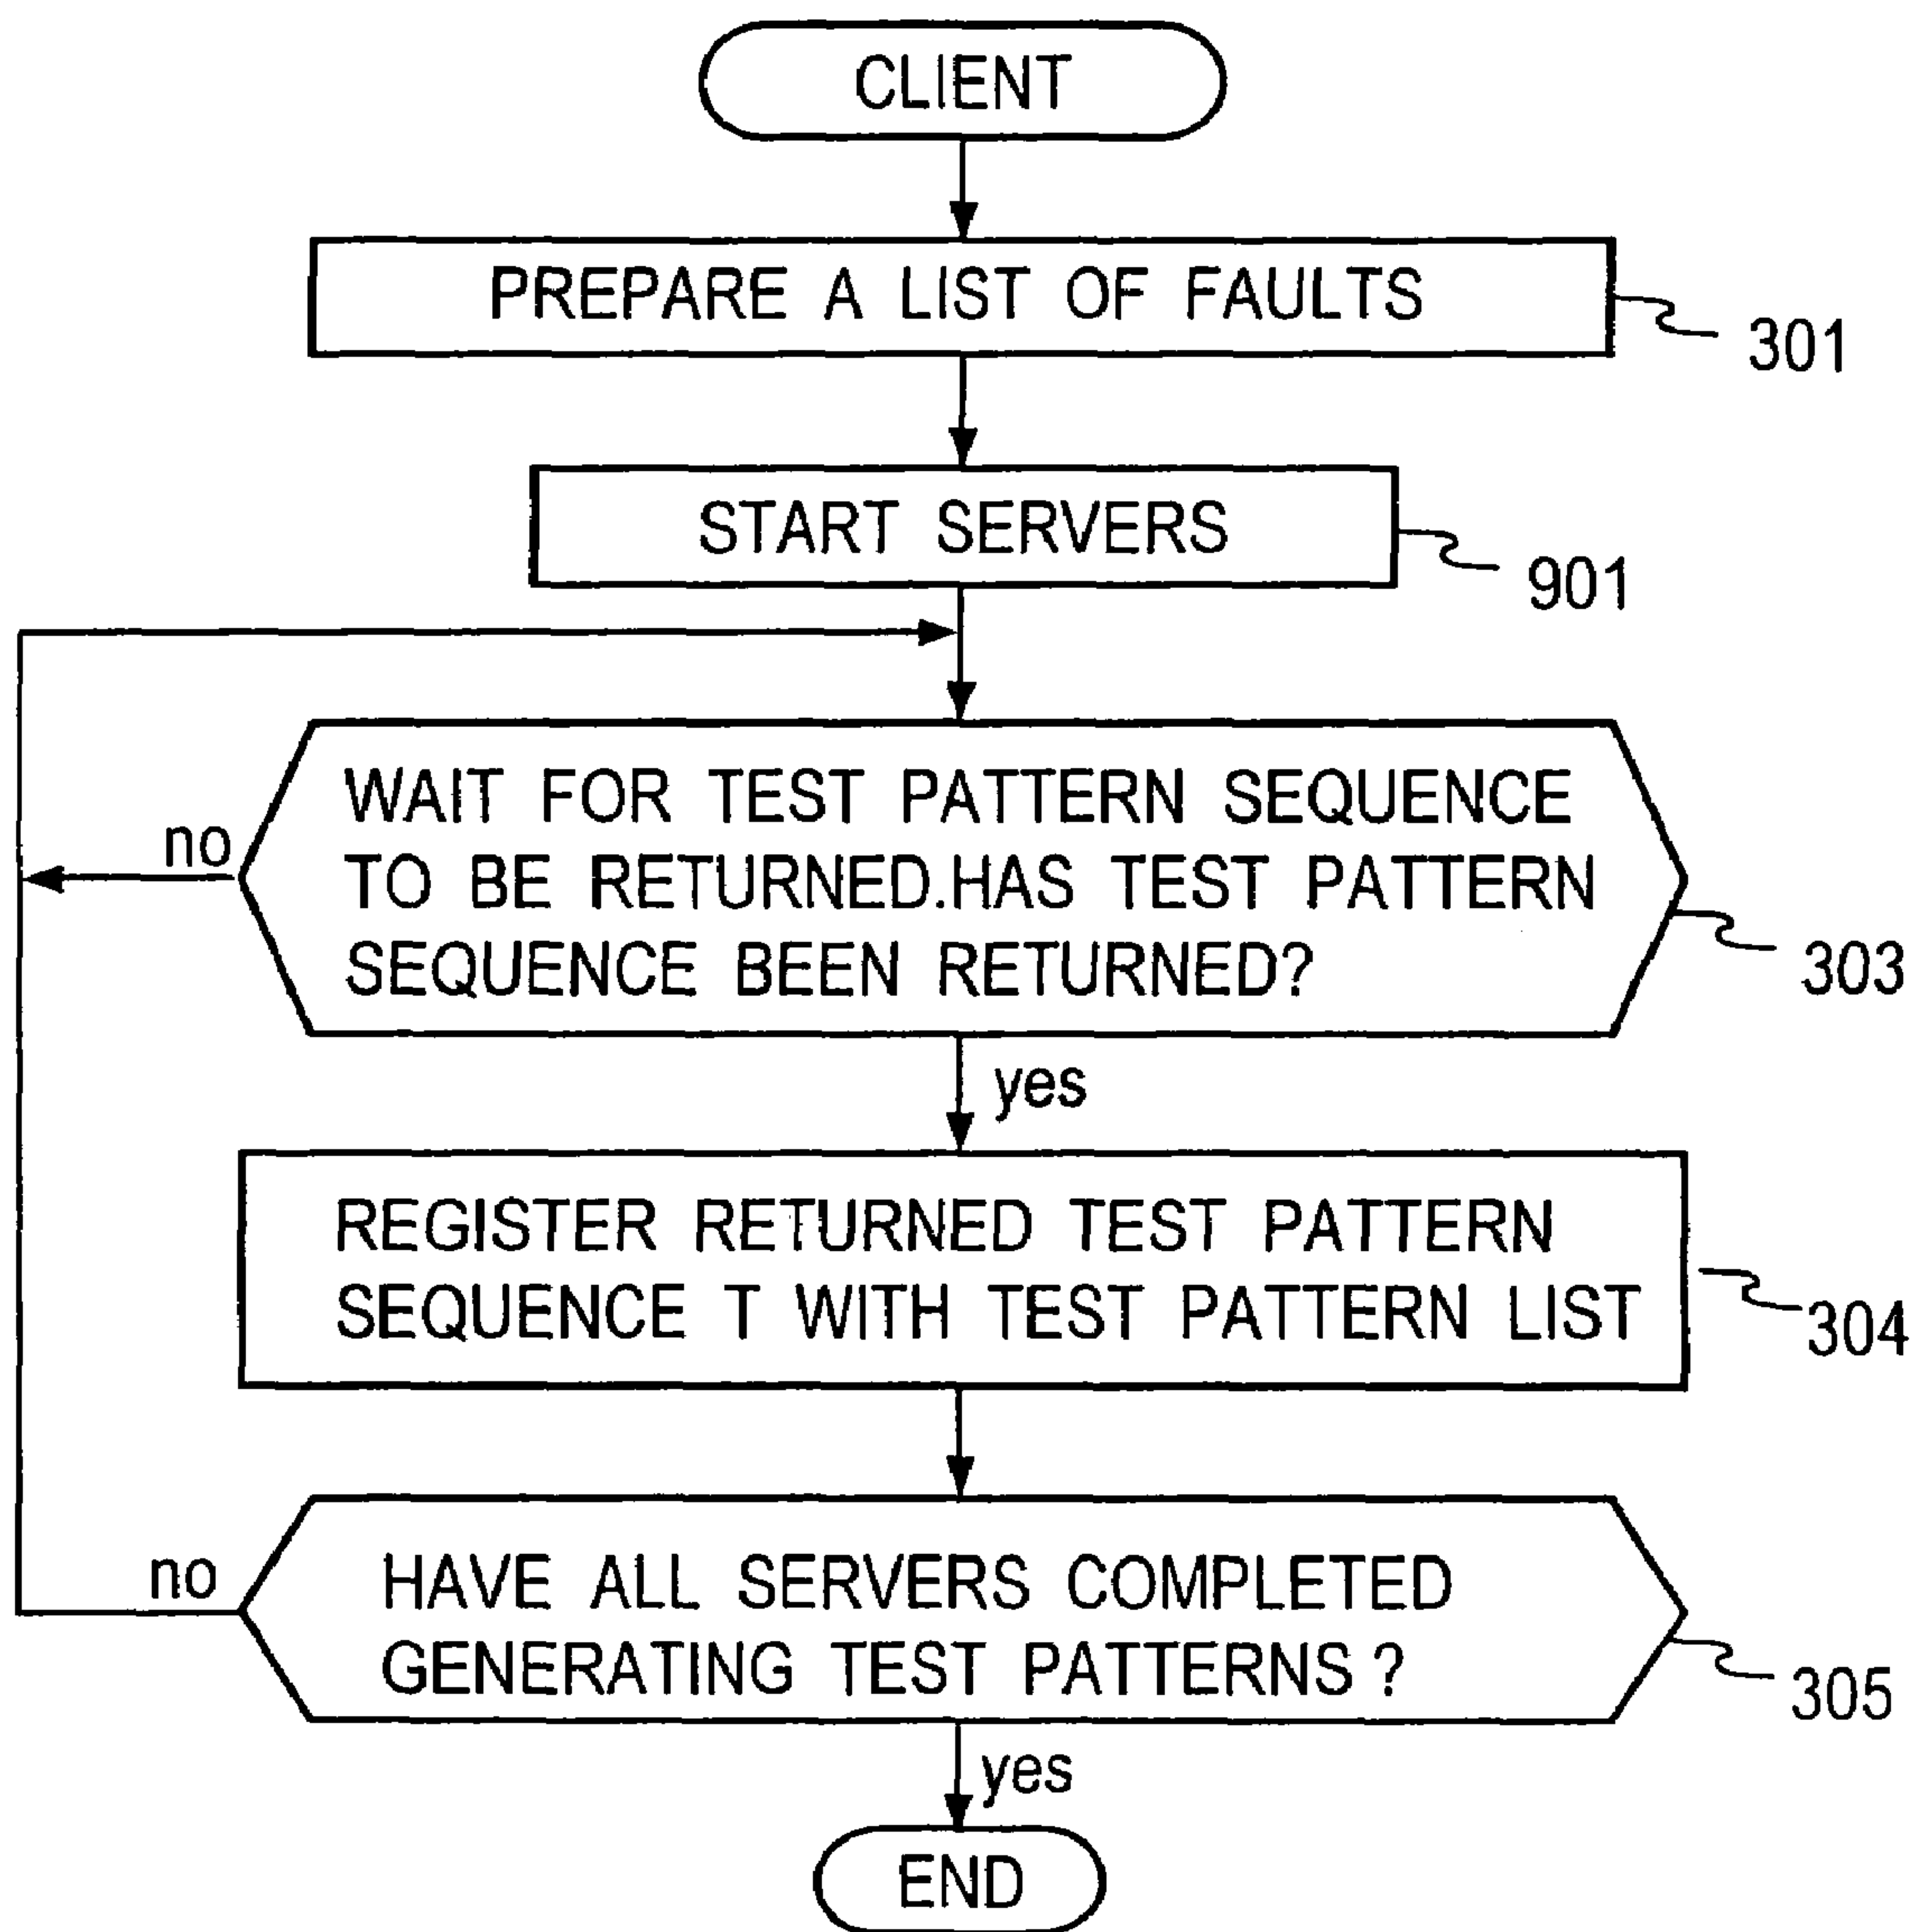 CLIENT
PREPARE A LIST OF FAULTS
301
START SERVERS
901
WAIT FOR TEST PATTERN SEQUENCE
no
TO BE RETURNED.HAS TEST PATTERN
SEQUENCE BEEN RETURNED?
303
yes
REGISTER RETURNED TEST PATTERN
SEQUENCE T WITH TEST PATTERN LIST
304
no
HAVE ALL SERVERS COMPLETED
GENERATING TEST PATTERNS ?
305
yes
END